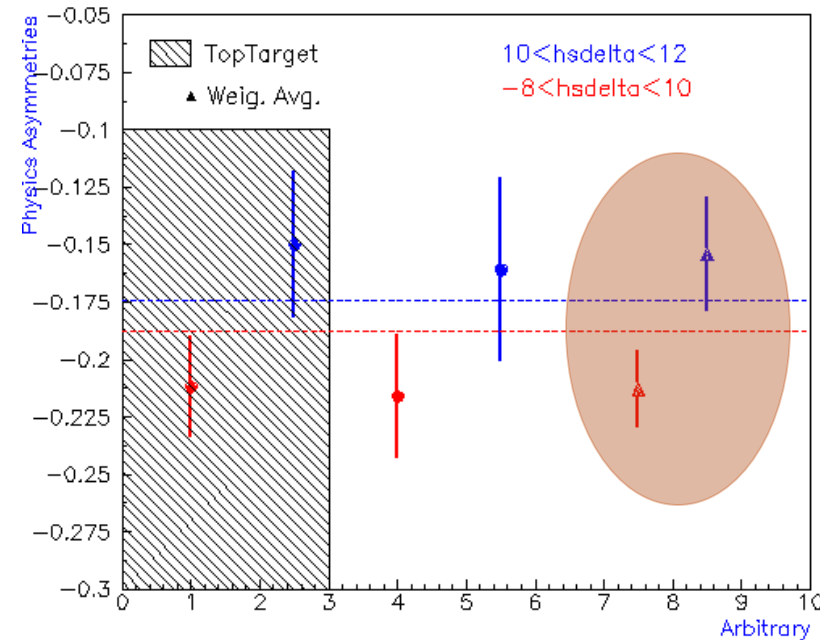 Physics Asymmetries
−0.05
−0.075
−0.1
−0.125
−0.15
−0.175
−0.2
−0.225
−0.25
−0.275
−0.3
TopTarget
Weig. Avg.
10<hsdelta<12
−8<hsdelta<10
0 1 2 3 4 5 6 7 8 9 10
Arbitrary